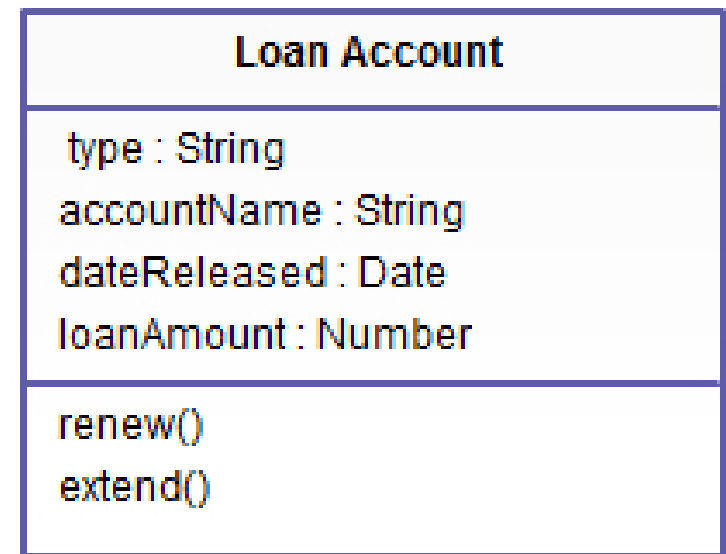 Loan Account
type : String
accountName : String
dateReleased : Date
loanAmount : Number
renew()
extend()